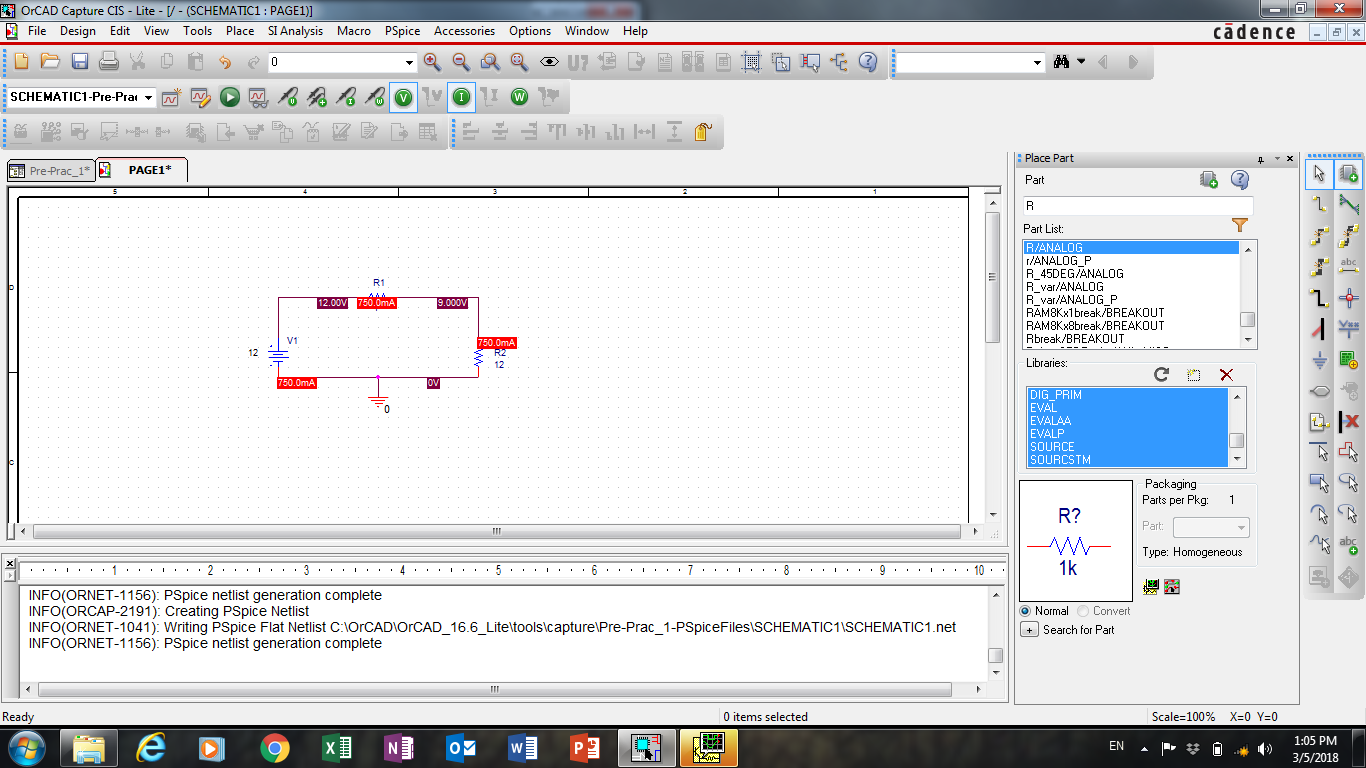 OrCAD Capture CIS - Lite - [/ - (SCHEMATIC1 : PAGE1)]
File Design Edit View Tools Place SI Analysis Macro PSpice Accessories Options Window Help
cādence
0
SCHEMATIC1-Pre-Prac
Pre-Prac_1*
PAGE1*
5 4 3 2 1
D
C
R1
12.00V
750.0mA
9.000V
V1
12
750.0mA
R2
12
750.0mA
0V
0
Place Part
Part
R
Part List:
R/ANALOG
r/ANALOG_P
R_45DEG/ANALOG
R_var/ANALOG
R_var/ANALOG_P
RAM8Kx1break/BREAKOUT
RAM8Kx8break/BREAKOUT
Rbreak/BREAKOUT
Libraries:
DIG_PRIM
EVAL
EVALAA
EVALP
SOURCE
SOURCSTM
R?
1k
Packaging
Parts per Pkg: 1
Part:
Type: Homogeneous
Normal Convert
+ Search for Part
1 2 3 4 5 6 7 8 9 10
INFO(ORNET-1156): PSpice netlist generation complete
INFO(ORCAP-2191): Creating PSpice Netlist
INFO(ORNET-1041): Writing PSpice Flat Netlist C:\OrCAD\OrCAD_16.6_Lite\tools\capture\Pre-Prac_1-PSpiceFiles\SCHEMATIC1\SCHEMATIC1.net
INFO(ORNET-1156): PSpice netlist generation complete
Ready
0 items selected
Scale=100% X=0 Y=0
EN
1:05 PM
3/5/2018